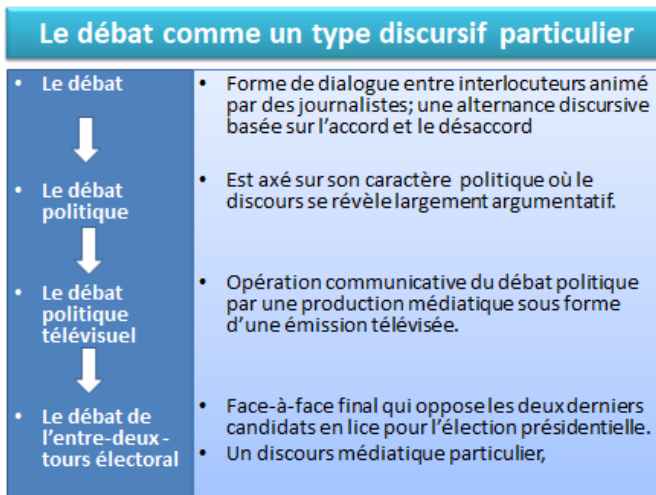 Le débat comme un type discursif particulier
• Le débat
• Forme de dialogue entre interlocuteurs animé
par des journalistes; une alternance discursive
basée sur l’accord et le désaccord
• Le débat
politique
• Est axé sur son caractère politique où le
discours se révèle largement argumentatif.
• Le débat
politique
télévisuel
• Opération communicative du débat politique
par une production médiatique sous forme
d’une émission télévisée.
• Le débat de
l’entre-deux -
tours électoral
• Face-à-face final qui oppose les deux derniers
candidats en lice pour l’élection présidentielle.
• Un discours médiatique particulier,